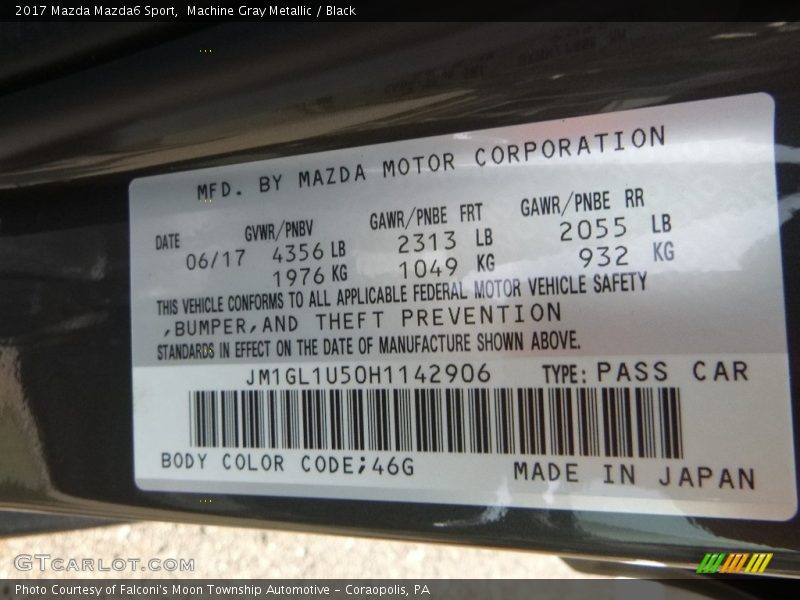 2017 Mazda Mazda6 Sport, Machine Gray Metallic / Black
MFD. BY MAZDA MOTOR CORPORATION
DATE GVWR/PNBV GAWR/PNBE FRT GAWR/PNBE RR
06/17 4356 LB 2313 LB 2055 LB
1976 KG 1049 KG 932 KG
THIS VEHICLE CONFORMS TO ALL APPLICABLE FEDERAL MOTOR VEHICLE SAFETY
,BUMPER,AND THEFT PREVENTION
STANDARDS IN EFFECT ON THE DATE OF MANUFACTURE SHOWN ABOVE.
JM1GL1U50H1142906 TYPE: PASS CAR
BODY COLOR CODE;46G MADE IN JAPAN
GTCARLOT.COM
Photo Courtesy of Falconi's Moon Township Automotive - Coraopolis, PA